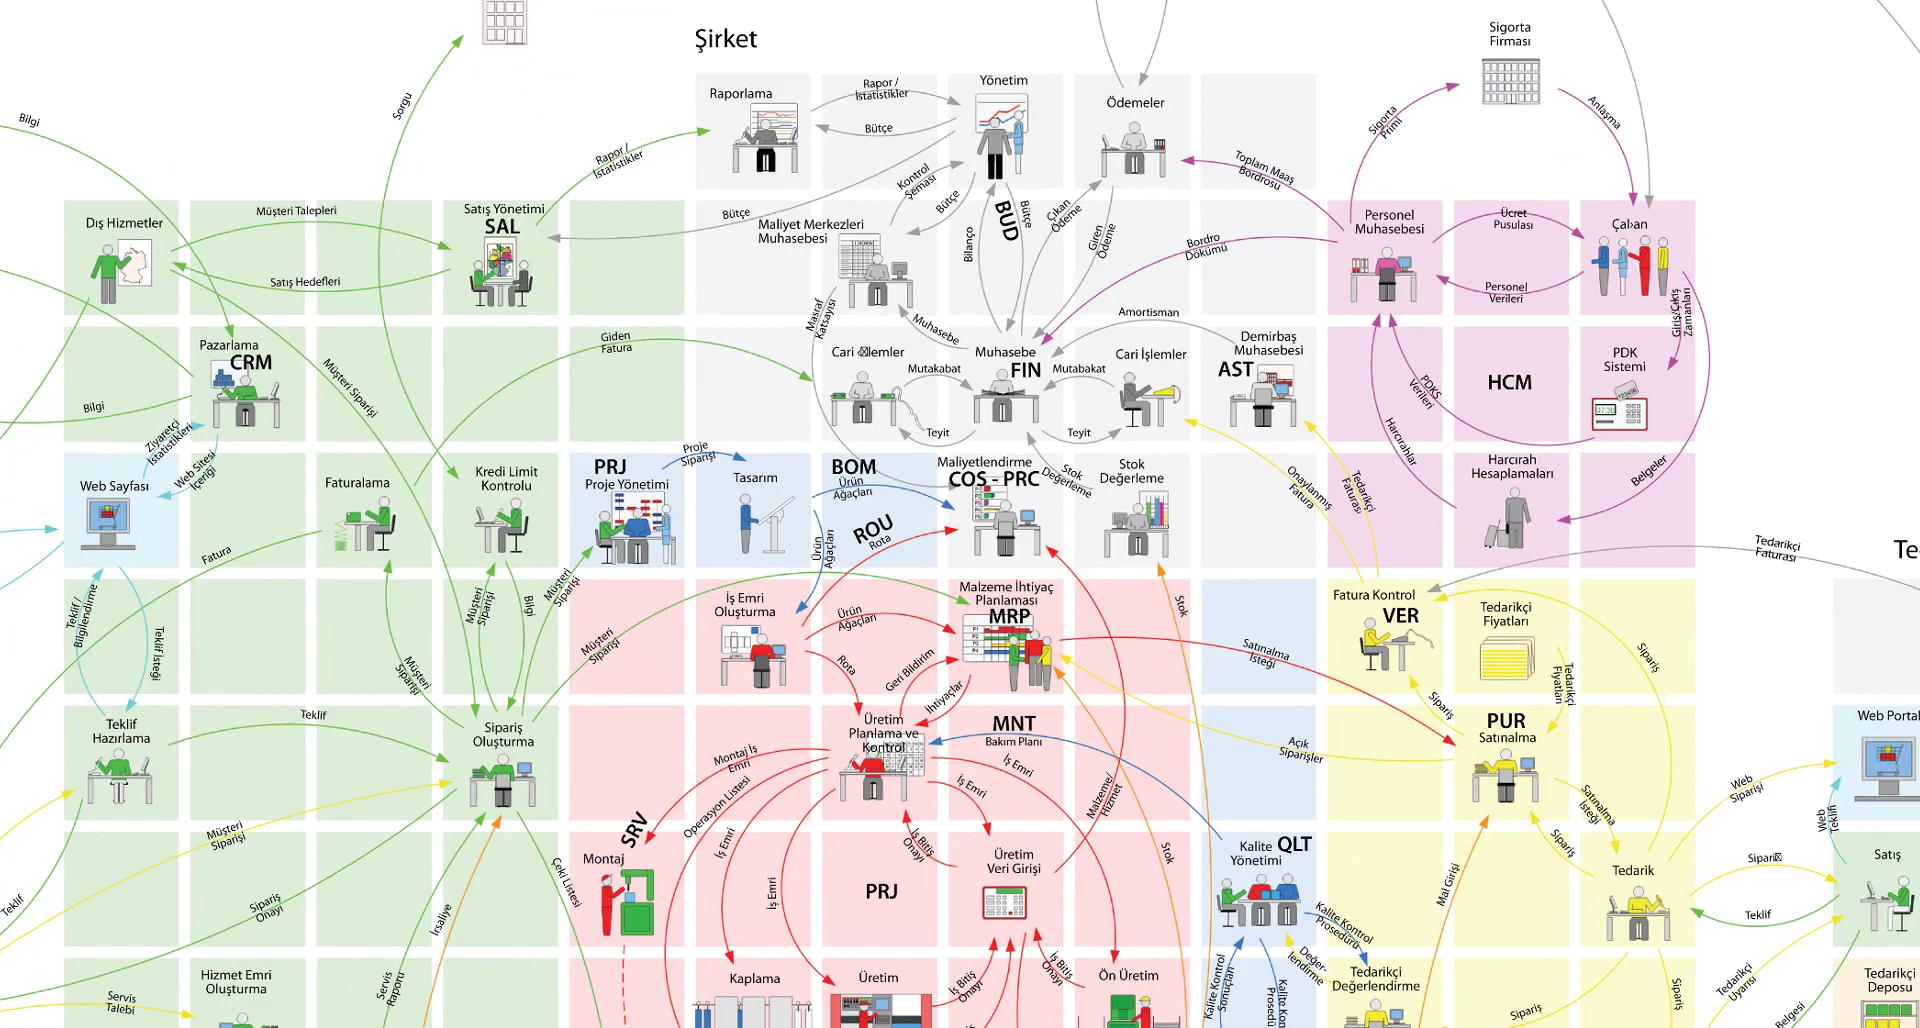 Şirket
Sigorta
Firması
Bilgi
Sorgu
Raporlama
Rapor /
İstatistikler
Bütçe
Yönetim
Ödemeler
Sigorta
Primi
Anlaşma
Rapor /
İstatistikler
Kontrol
Şeması
Bütçe
Toplam Maaş
Bordrosu
Dış Hizmetler
Müşteri Talepleri
Satış Hedefleri
Satış Yönetimi
SAL
Bütçe
Maliyet Merkezleri
Muhasebesi
Bilanço
BUD
Bütçe
Çıkan
Ödeme
Giren
Ödeme
Bordro
Dökümü
Personel
Muhasebesi
Ücret
Pusulası
Personel
Verileri
Giriş/Çıkış
Zamanları
Pazarlama
CRM
Müşteri Siparişi
Giden
Fatura
Masraf
Katsayısı
Muhasebe
Mutakabat
Teyit
Muhasebe
FIN
Mutabakat
Teyit
Cari İşlemler
Amortisman
Demirbaş
Muhasebesi
AST
PDKS
Verileri
Harcırahlar
HCM
PDK
Sistemi
Bilgi
Ziyaretçi
İstatistikleri
Web Sitesi
İçeriği
Web Sayfası
Faturalama
Kredi Limit
Kontrolu
PRJ
Proje Yönetimi
Proje
Siparişi
Tasarım
BOM
Ürün
Ağaçları
ROU
Rota
Ürün
Ağaçları
Maliyetlendirme
COS - PRC
Stok
Değerleme
Stok
Değerleme
Onaylanmış
Fatura
Tedarikçi
Faturası
Harcırah
Hesaplamaları
Belgeler
Tedarikçi
Faturası
Fatura
Teklif /
Bilgilendirme
Teklif İsteği
Müşteri
Siparişi
Müşteri
Siparişi
Bilgi
Müşteri
Siparişi
Müşteri
Siparişi
İş Emri
Oluşturma
Ürün
Ağaçları
Rota
Geri Bildirim
İhtiyaçlar
Malzeme İhtiyaç
Planlaması
MRP
Stok
Satınalma
İsteği
Fatura Kontrol
VER
Tedarikçi
Fiyatları
Tedarikçi
Fiyatları
Sipariş
Sipariş
Teklif
Hazırlama
Teklif
Sipariş
Oluşturma
Montaj İş
Emri
Operasyon Listesi
İş Emri
İş Emri
Üretim
Planlama ve
Kontrol
MNT
Bakım Planı
İş Emri
İş Emri
Malzeme/
Hizmet
Açık
Siparişler
PUR
Satınalma
Satınalma
İsteği
Sipariş
Web
Siparişi
Web Portal
Web
Teklifi
Müşteri
Siparişi
Sipariş
Onayı
Teklif
İrsaliye
Çeki Listesi
SRV
Montaj
PRJ
İş Bitiş
Onayı
Üretim
Veri Girişi
Stok
Kalite
Yönetimi
QLT
Kalite Kontrol
Prosedürü
Değer-
lendirme
Mal Girişi
Tedarik
Teklif
Satış
Hizmet Emri
Oluşturma
Servis
Talebi
Servis
Raporu
Kaplama
Üretim
İş Bitiş
Onayı
İş Bitiş
Onayı
Ön Üretim
Kalite Kontrol
Sonuçları
Tedarikçi
Değerlendirme
Sipariş
Sipariş
Tedarikçi
Uyarısı
Belgesi
Tedarikçi
Deposu